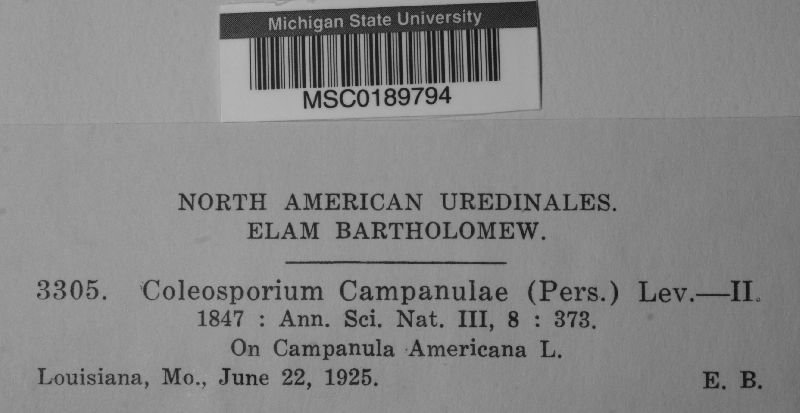 Michigan State University
MSC0189794
NORTH AMERICAN UREDINALES.
ELAM BARTHOLOMEW.
3305. Coleosporium Campanulae (Pers.) Lev.—II.
1847 : Ann. Sci. Nat. III, 8 : 373.
On Campanula Americana L.
Louisiana, Mo., June 22, 1925. E. B.